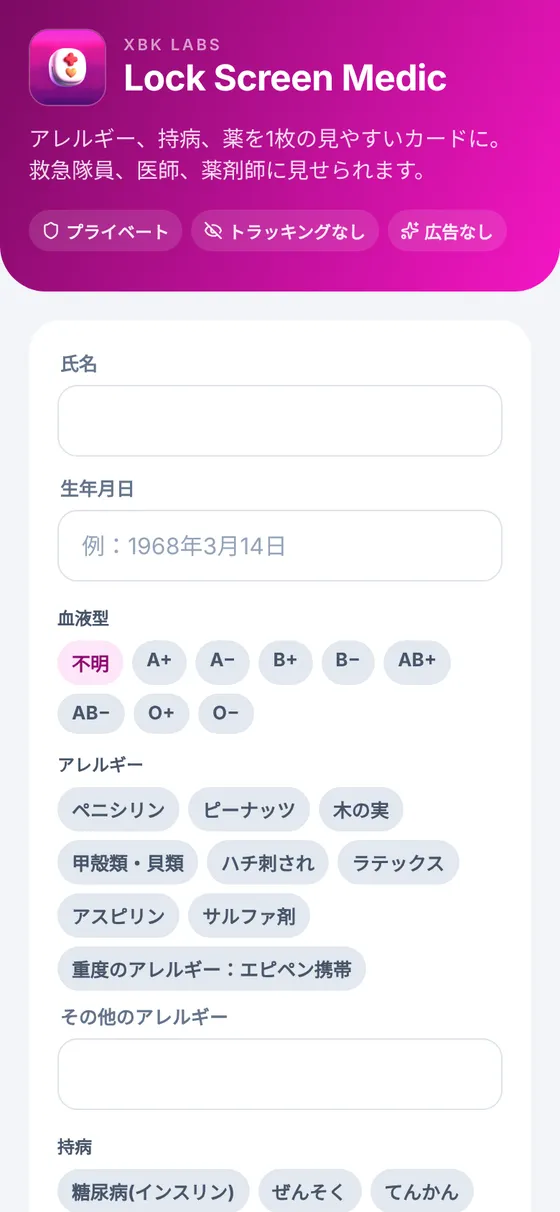 XBK LABS
Lock Screen Medic
アレルギー、持病、薬を1枚の見やすいカードに。
救急隊員、医師、薬剤師に見せられます。
プライベート トラッキングなし 広告なし
氏名
生年月日
例：1968年3月14日
血液型
不明 A+ A− B+ B− AB+
AB− O+ O−
アレルギー
ペニシリン ピーナッツ 木の実
甲殻類・貝類 ハチ刺され ラテックス
アスピリン サルファ剤
重度のアレルギー：エピペン携帯
その他のアレルギー
持病
糖尿病(インスリン) ぜんそく てんかん